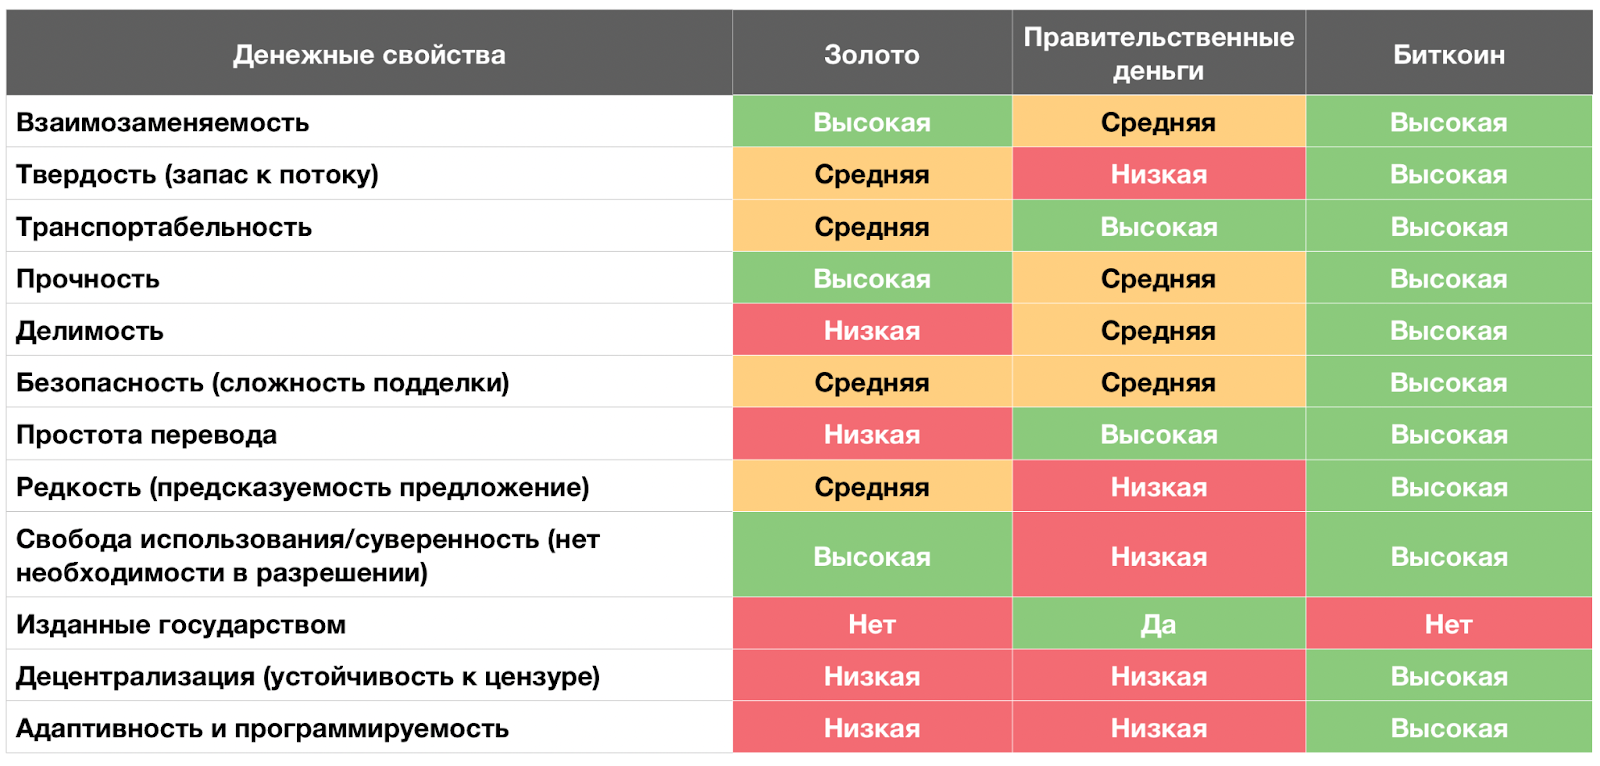 Денежные свойства Золото Правительственные деньги Биткоин
Взаимозаменяемость Высокая Средняя Высокая
Твердость (запас к потоку) Средняя Низкая Высокая
Транспортабельность Средняя Высокая Высокая
Прочность Высокая Средняя Высокая
Делимость Низкая Средняя Высокая
Безопасность (сложность подделки) Средняя Средняя Высокая
Простота перевода Низкая Высокая Высокая
Редкость (предсказуемость предложение) Средняя Низкая Высокая
Свобода использования/суверенность (нет
необходимости в разрешении) Высокая Низкая Высокая
Изданные государством Нет Да Нет
Децентрализация (устойчивость к цензуре) Низкая Низкая Высокая
Адаптивность и программируемость Низкая Низкая Высокая